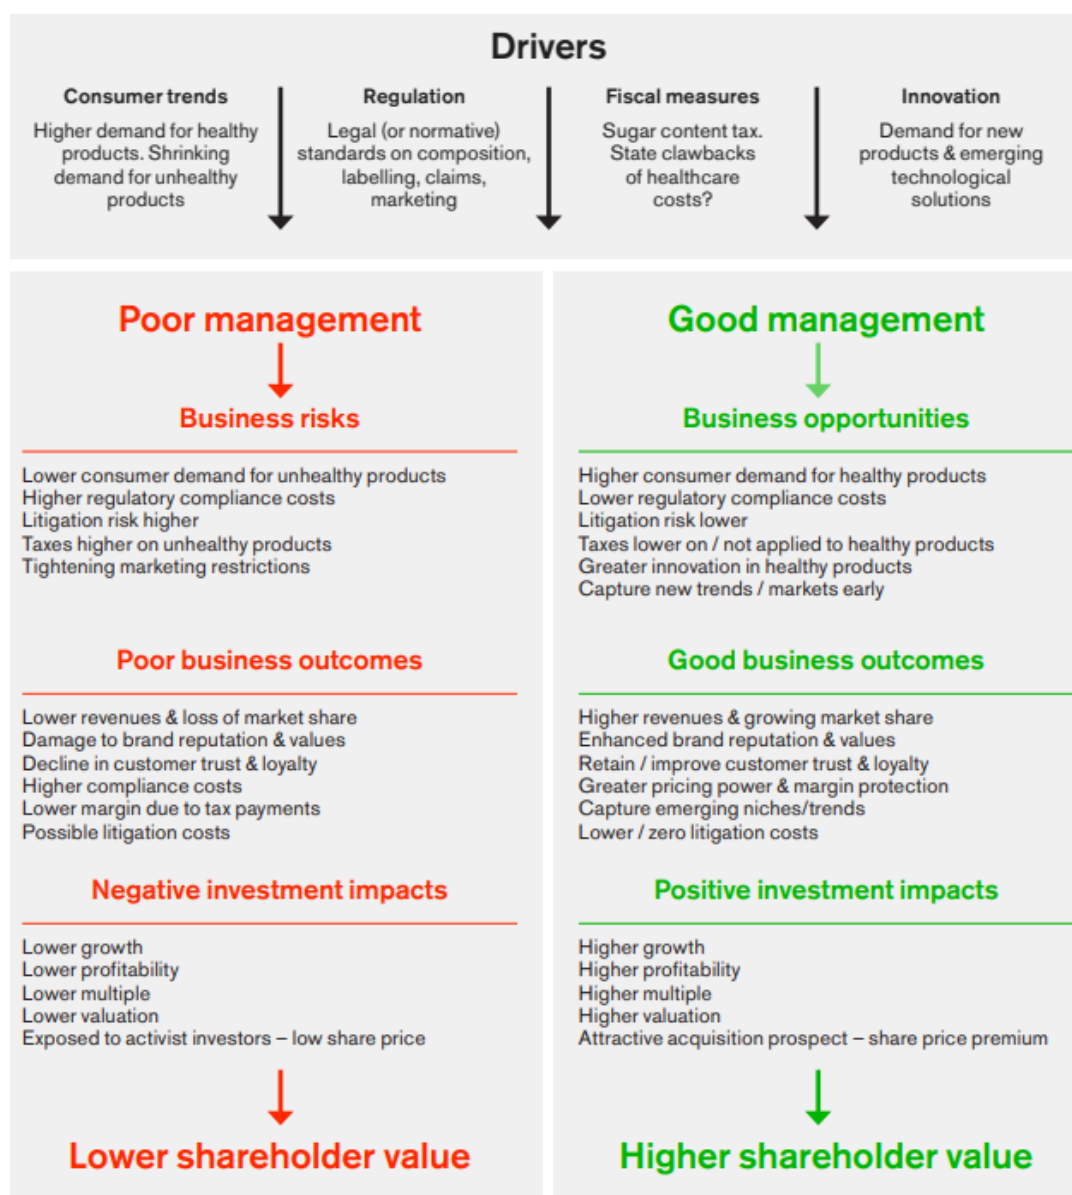 Drivers
Consumer trends
Higher demand for healthy
products. Shrinking
demand for unhealthy
products
Regulation
Legal (or normative)
standards on composition,
labelling, claims,
marketing
Fiscal measures
Sugar content tax.
State clawbacks
of healthcare
costs?
Innovation
Demand for new
products & emerging
technological
solutions
Poor management
Business risks
Lower consumer demand for unhealthy products
Higher regulatory compliance costs
Litigation risk higher
Taxes higher on unhealthy products
Tightening marketing restrictions
Poor business outcomes
Lower revenues & loss of market share
Damage to brand reputation & values
Decline in customer trust & loyalty
Higher compliance costs
Lower margin due to tax payments
Possible litigation costs
Negative investment impacts
Lower growth
Lower profitability
Lower multiple
Lower valuation
Exposed to activist investors – low share price
Lower shareholder value
Good management
Business opportunities
Higher consumer demand for healthy products
Lower regulatory compliance costs
Litigation risk lower
Taxes lower on / not applied to healthy products
Greater innovation in healthy products
Capture new trends / markets early
Good business outcomes
Higher revenues & growing market share
Enhanced brand reputation & values
Retain / improve customer trust & loyalty
Greater pricing power & margin protection
Capture emerging niches/trends
Lower / zero litigation costs
Positive investment impacts
Higher growth
Higher profitability
Higher multiple
Higher valuation
Attractive acquisition prospect – share price premium
Higher shareholder value